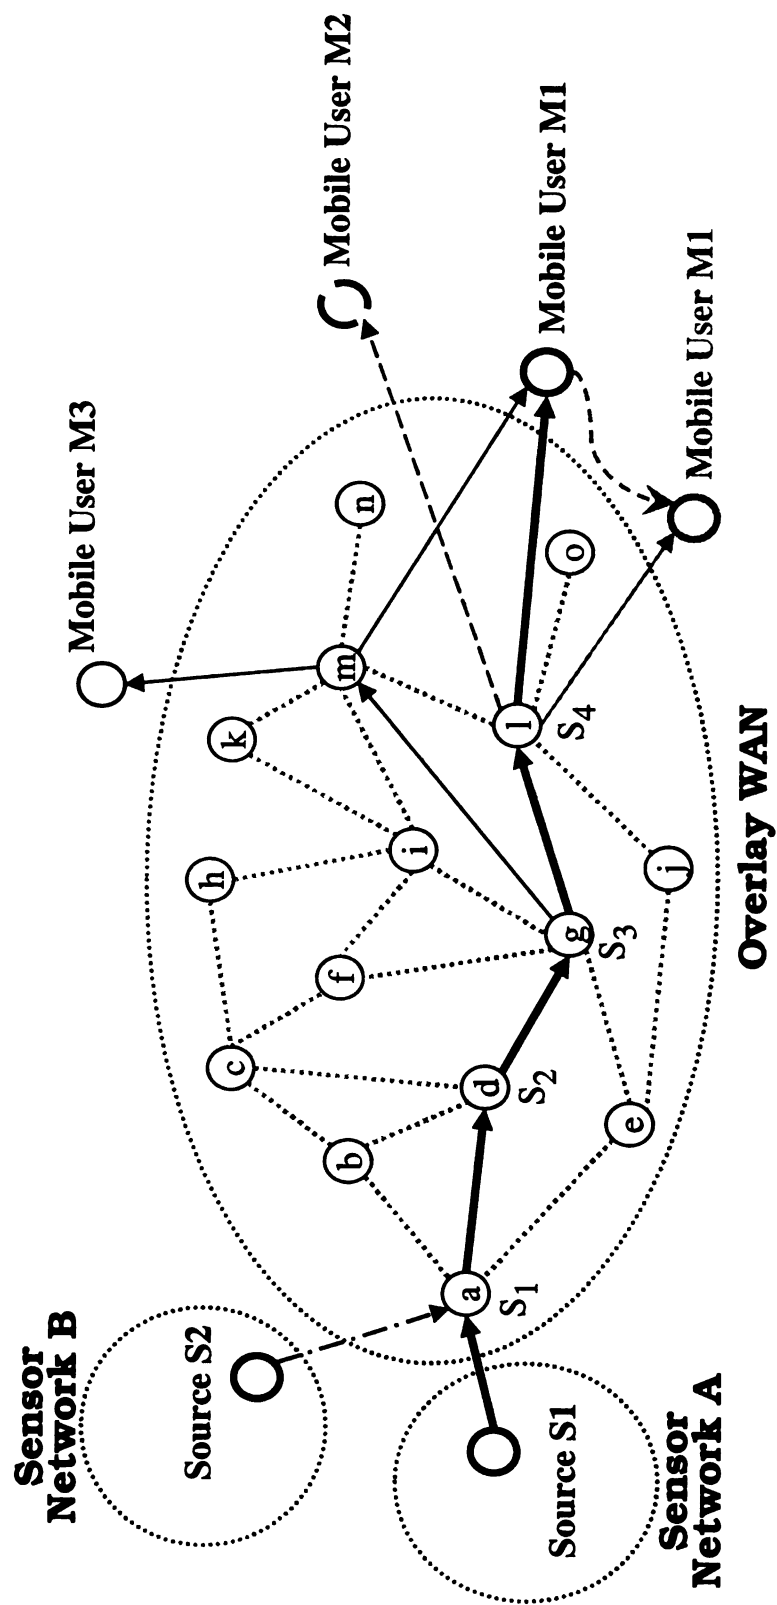 Sensor
Network B
Source S2
Sensor
Network A
Source S1
a
S1
b
c
d
S2
e
f
g
S3
h
i
j
k
l
S4
m
n
o
Mobile User M3
Mobile User M2
Mobile User M1
Mobile User M1
Overlay WAN